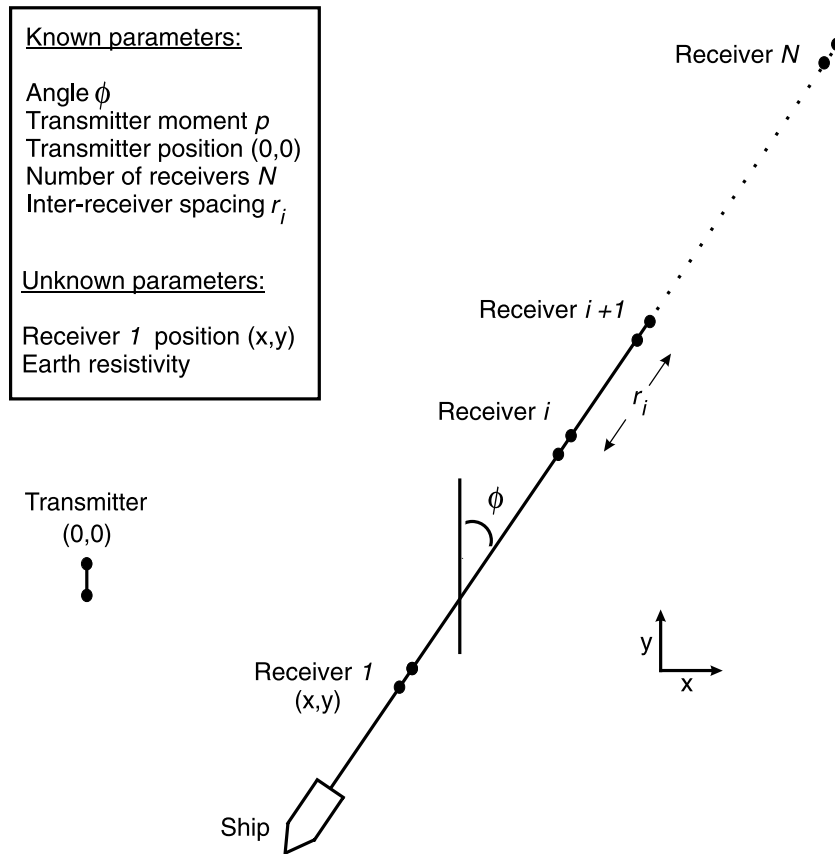 Known parameters:
Angle ϕ
Transmitter moment p
Transmitter position (0,0)
Number of receivers N
Inter-receiver spacing r_i
Unknown parameters:
Receiver 1 position (x,y)
Earth resistivity
Receiver N
Receiver i+1
r_i
Receiver i
ϕ
Transmitter
(0,0)
y
x
Receiver 1
(x,y)
Ship